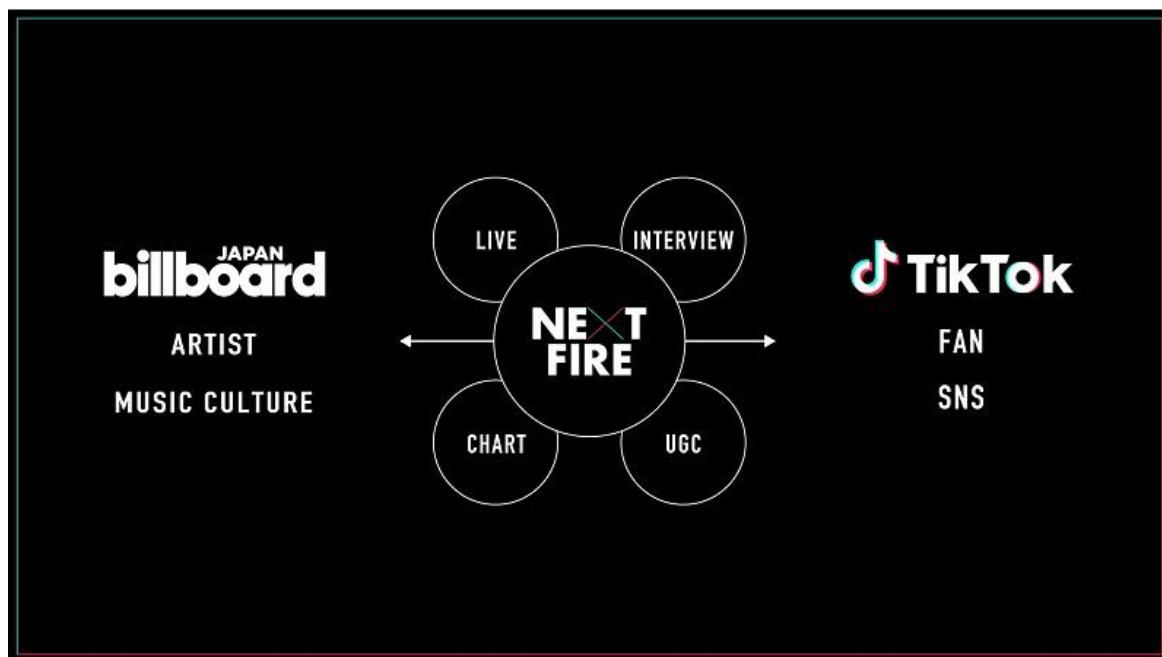 JAPAN
billboard
ARTIST
MUSIC CULTURE
LIVE
INTERVIEW
NEXT
FIRE
CHART
UGC
TikTok
FAN
SNS